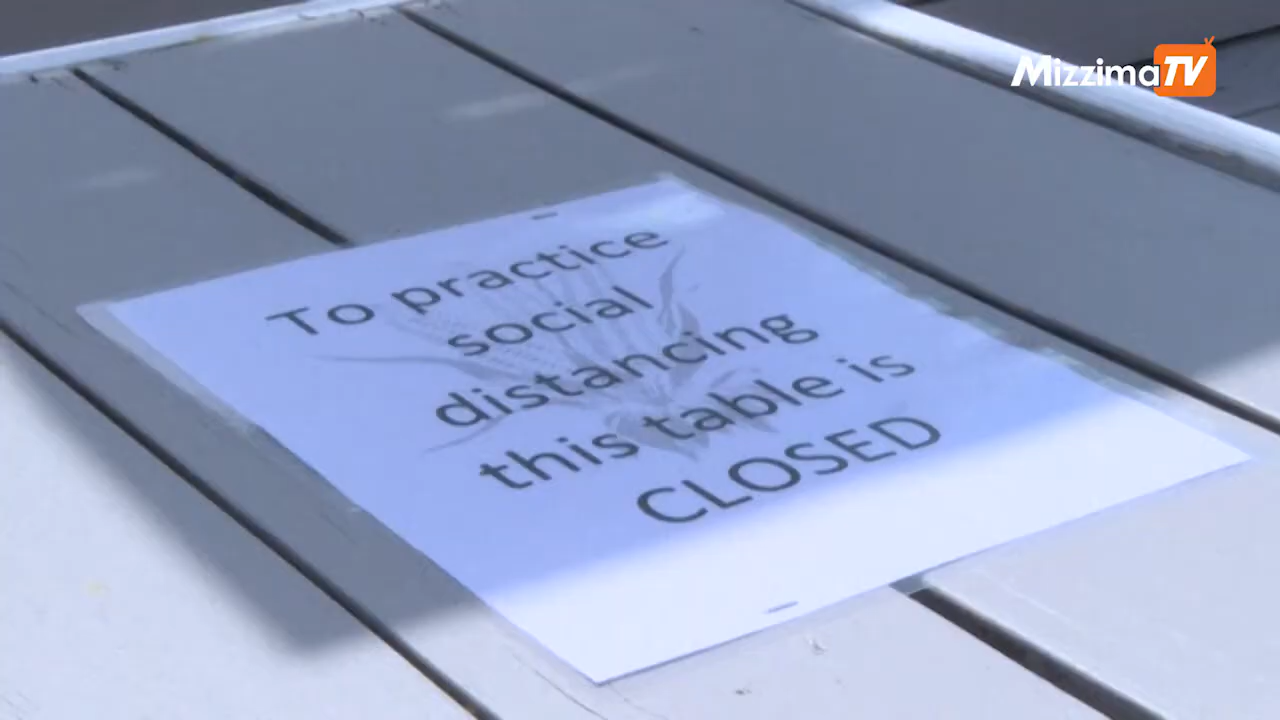 MizzimaTV
To practice
social
distancing
this table is
CLOSED